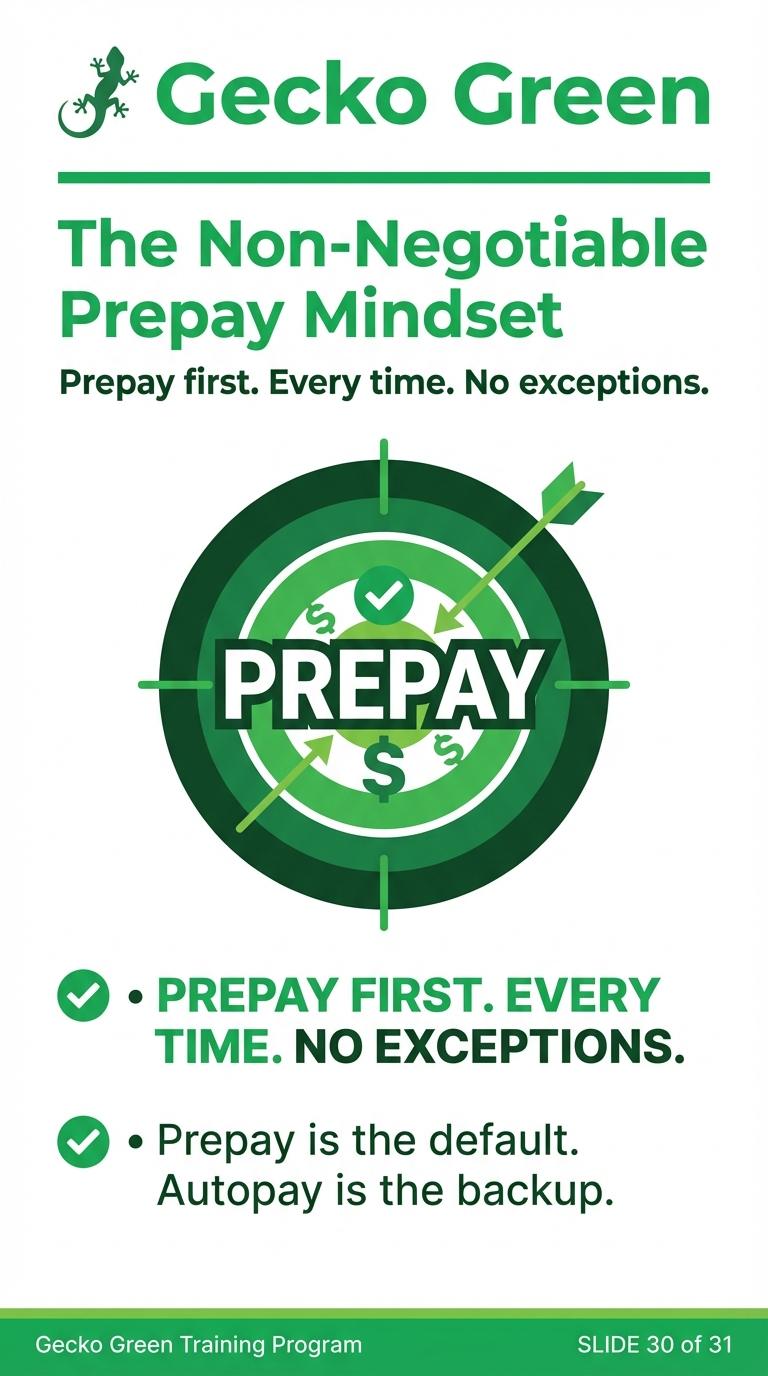 Gecko Green
The Non-Negotiable
Prepay Mindset
Prepay first. Every time. No exceptions.
$
PREPAY
$
$
• PREPAY FIRST. EVERY
TIME. NO EXCEPTIONS.
• Prepay is the default.
Autopay is the backup.
Gecko Green Training Program
SLIDE 30 of 31